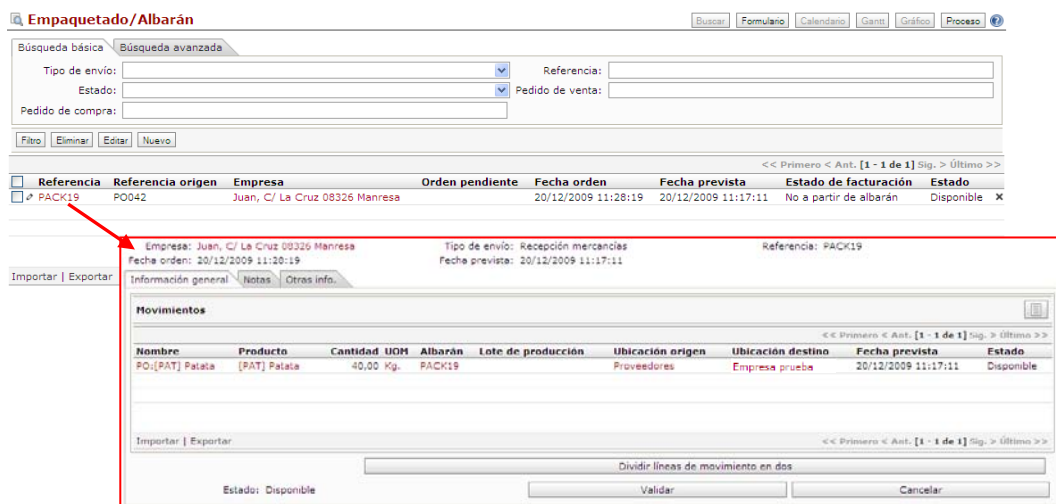 Empaquetado/Albarán
Buscar Formulario Calendario Gantt Gráfico Proceso
Búsqueda básica Búsqueda avanzada
Tipo de envío: Referencia:
Estado: Pedido de venta:
Pedido de compra:
Filtro Eliminar Editar Nuevo
<< Primero < Ant. [1 - 1 de 1] Sig. > Último >>
Referencia Referencia origen Empresa Orden pendiente Fecha orden Fecha prevista Estado de facturación Estado
PACK19 PO042 Juan, C/ La Cruz 08326 Manresa 20/12/2009 11:28:19 20/12/2009 11:17:11 No a partir de albarán Disponible
Importar | Exportar
Empresa: Juan, C/ La Cruz 08326 Manresa Tipo de envío: Recepción mercancías Referencia: PACK19
Fecha orden: 20/12/2009 11:28:19 Fecha prevista: 20/12/2009 11:17:11
Información general Notas Otras info.
Movimientos
<< Primero < Ant. [1 - 1 de 1] Sig. > Último >>
Nombre Producto Cantidad UOM Albarán Lote de producción Ubicación origen Ubicación destino Fecha prevista Estado
PO:[PAT] Patata [PAT] Patata 40,00 Kg. PACK19 Proveedores Empresa prueba 20/12/2009 11:17:11 Disponible
Importar | Exportar << Primero < Ant. [1 - 1 de 1] Sig. > Último >>
Dividir líneas de movimiento en dos
Estado: Disponible Validar Cancelar